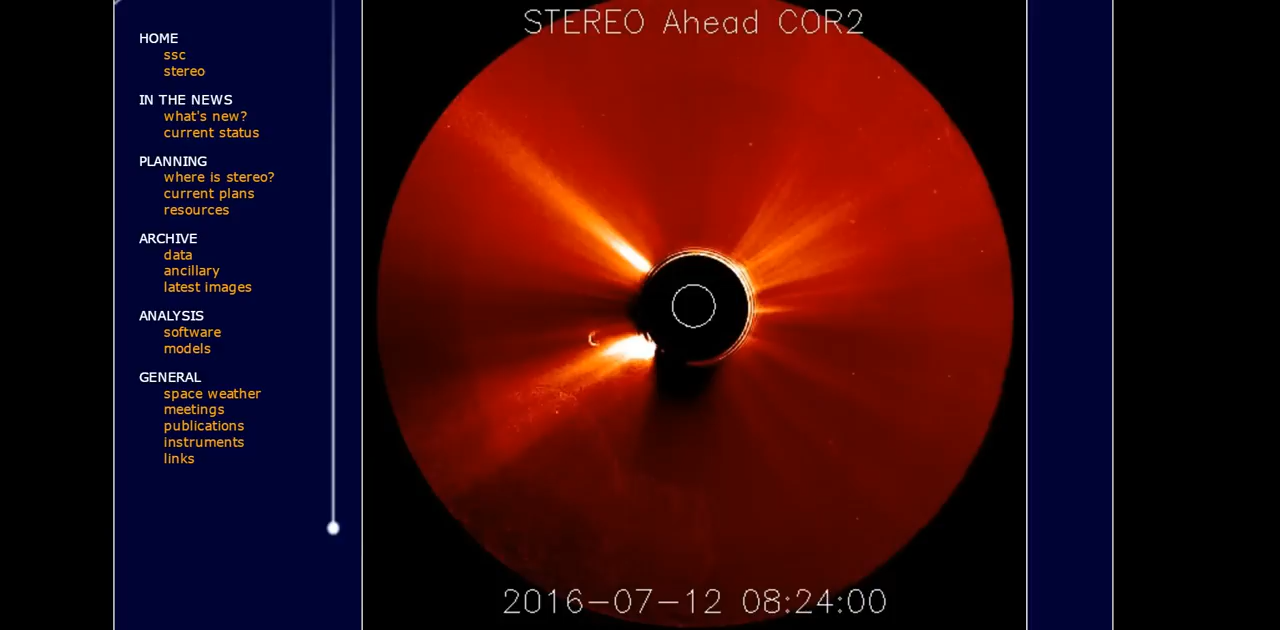 HOME
ssc
stereo
IN THE NEWS
what's new?
current status
PLANNING
where is stereo?
current plans
resources
ARCHIVE
data
ancillary
latest images
ANALYSIS
software
models
GENERAL
space weather
meetings
publications
instruments
links
STEREO Ahead COR2
2016-07-12 08:24:00